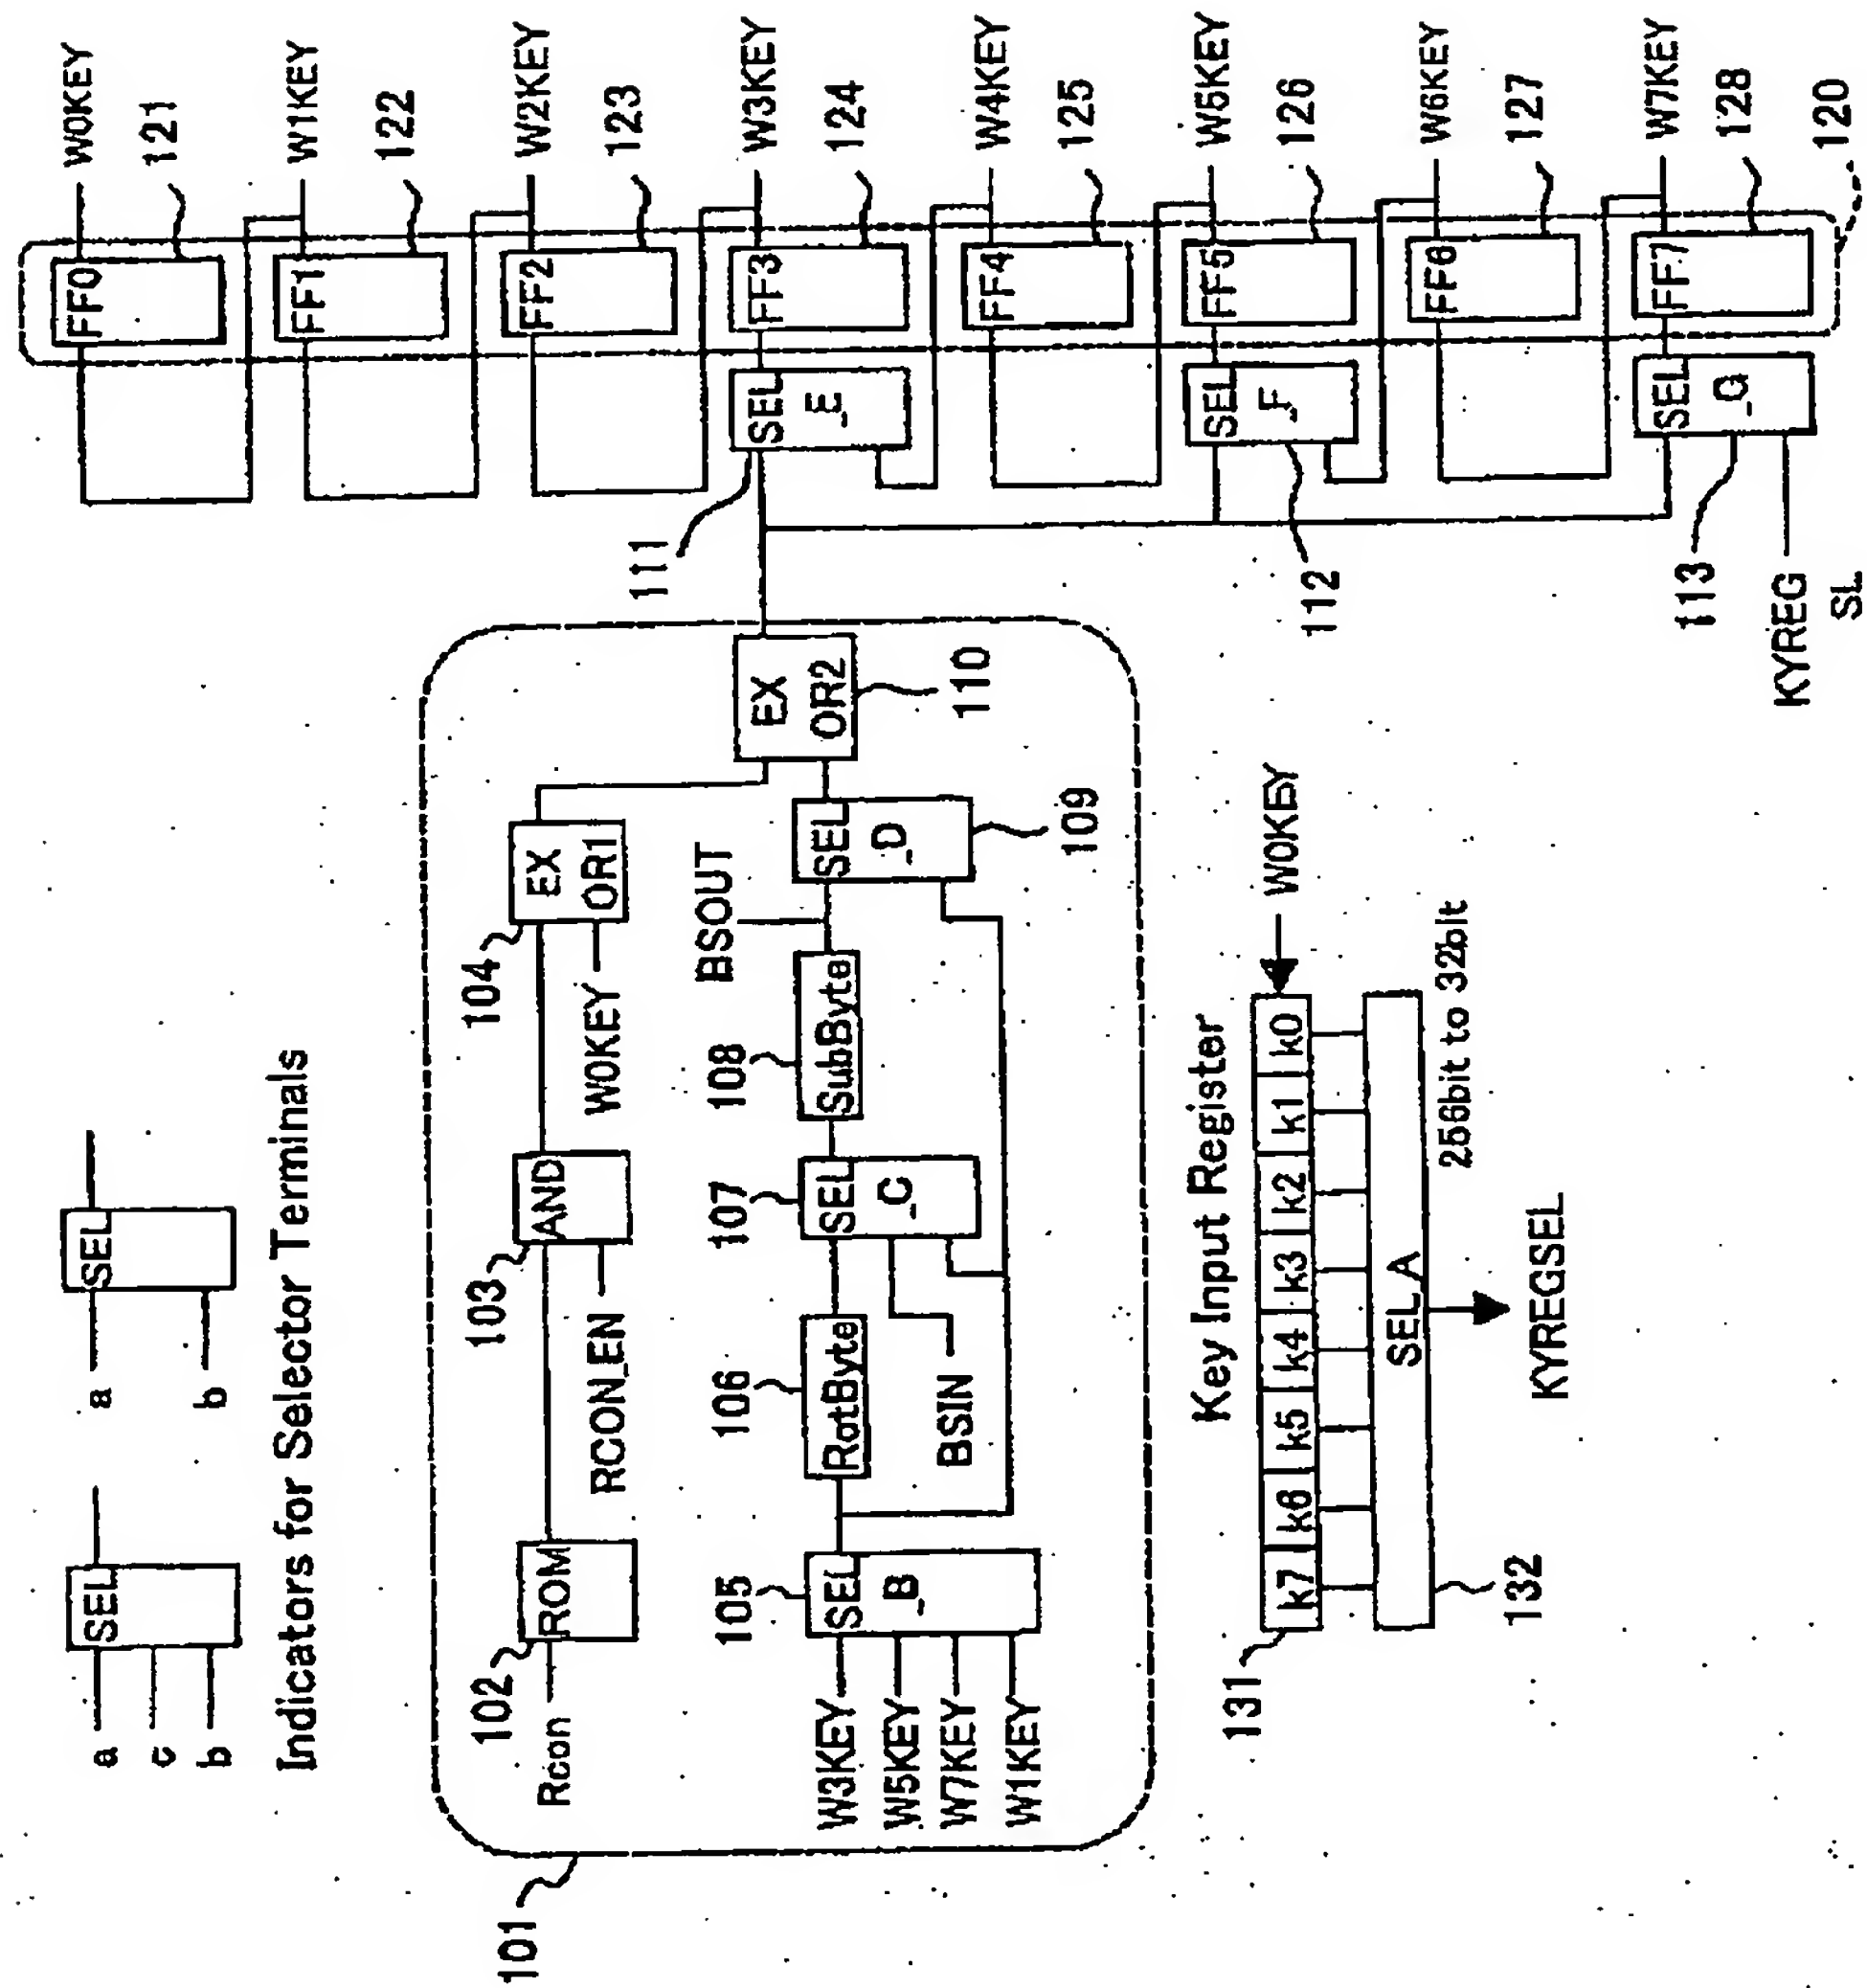 a
c
b
SEL
a
b
SEL
Indicators for Selector Terminals
101
Rcon
102
ROM
103
AND
RCON_EN
104
EX
OR1
W0KEY
W3KEY
W5KEY
W7KEY
W1KEY
105
SEL
_B
106
RotByte
BSIN
107
SEL
_C
108
SubByte
BSOUT
SEL
_D
109
EX
OR2
110
111
SEL
_E
112
SEL
_F
113
SEL
_G
KYREG
SL
FF0
W0KEY
121
FF1
W1KEY
122
FF2
W2KEY
123
FF3
W3KEY
124
FF4
W4KEY
125
FF5
W5KEY
126
FF6
W6KEY
127
FF7
W7KEY
128
120
Key Input Register
131
k7 k6 k5 k4 k3 k2 k1 k0
W0KEY
SEL_A
132
256bit to 32bit
KYREGSEL